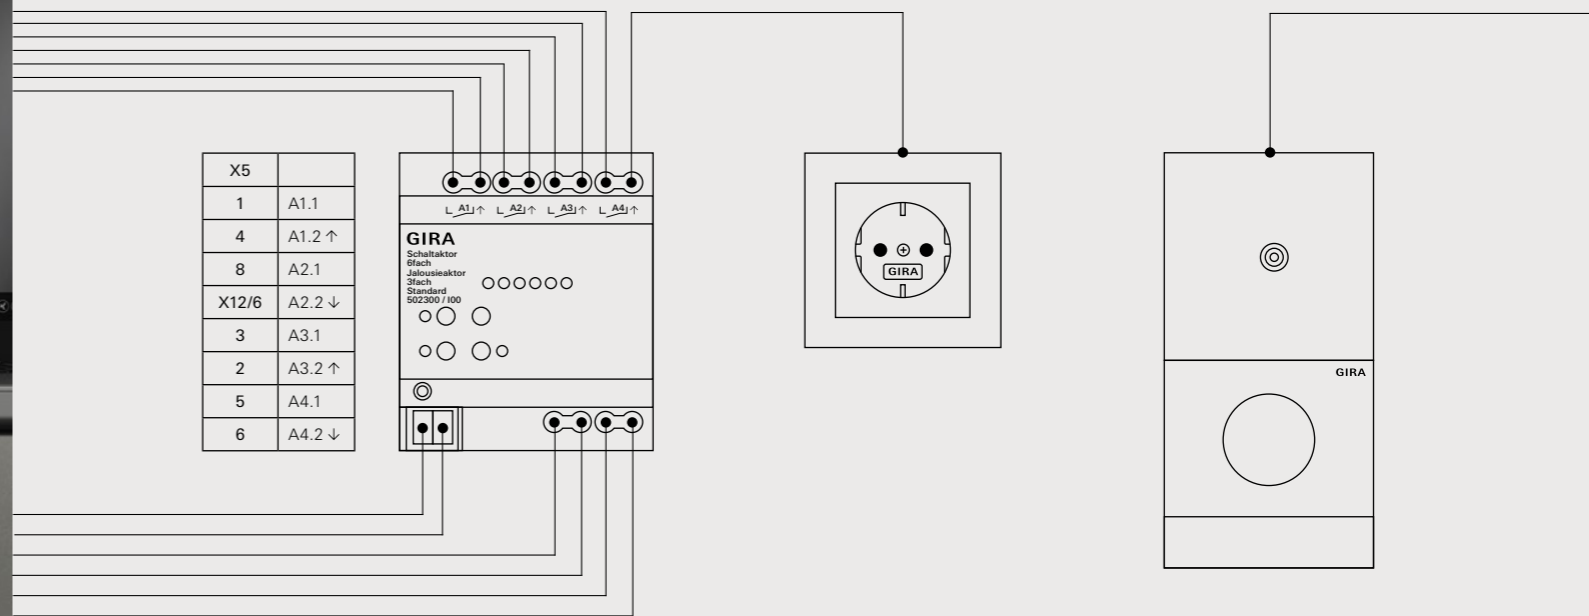 X5
1 A1.1
4 A1.2 ↑
8 A2.1
X12/6 A2.2 ↓
3 A3.1
2 A3.2 ↑
5 A4.1
6 A4.2 ↓
L A1 ↑ L A2 ↑ L A3 ↑ L A4 ↑
GIRA
Schaltaktor
6fach
Jalousieaktor
3fach
Standard
502300 / I00
GIRA
GIRA